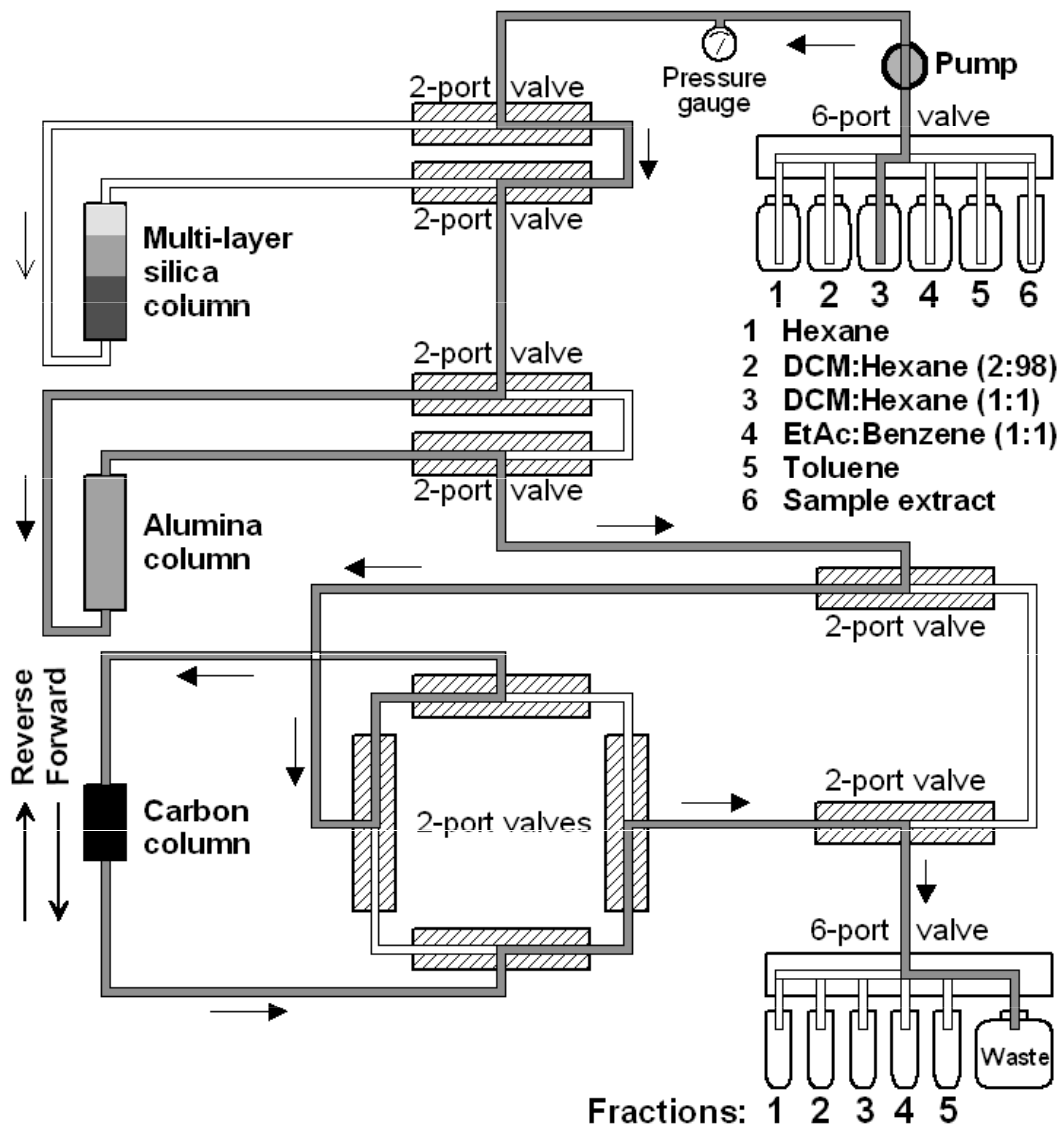 Pump
Pressure
gauge
2-port valve
6-port valve
2-port valve
Multi-layer
silica
column
1 2 3 4 5 6
1 Hexane
2 DCM:Hexane (2:98)
3 DCM:Hexane (1:1)
4 EtAc:Benzene (1:1)
5 Toluene
6 Sample extract
2-port valve
2-port valve
Alumina
column
2-port valve
Reverse
Forward
Carbon
column
2-port valves
2-port valve
6-port valve
Waste
Fractions: 1 2 3 4 5